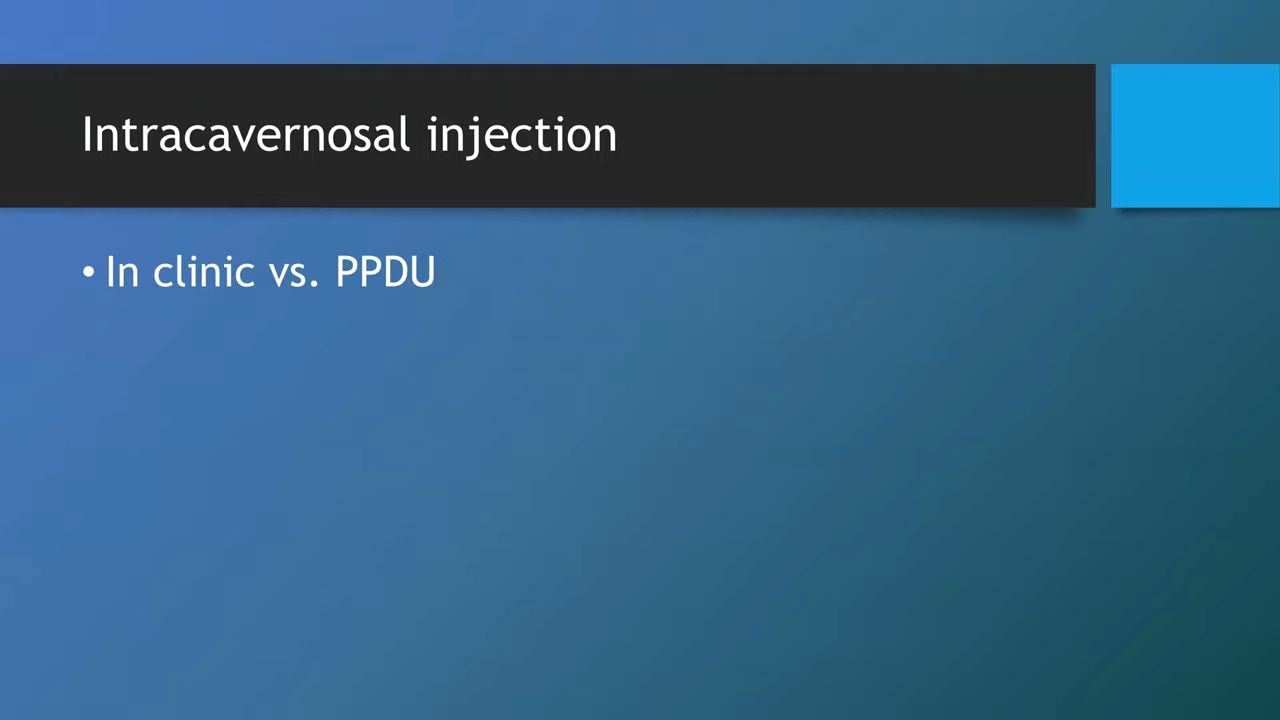 Intracavernosal injection
• In clinic vs. PPDU